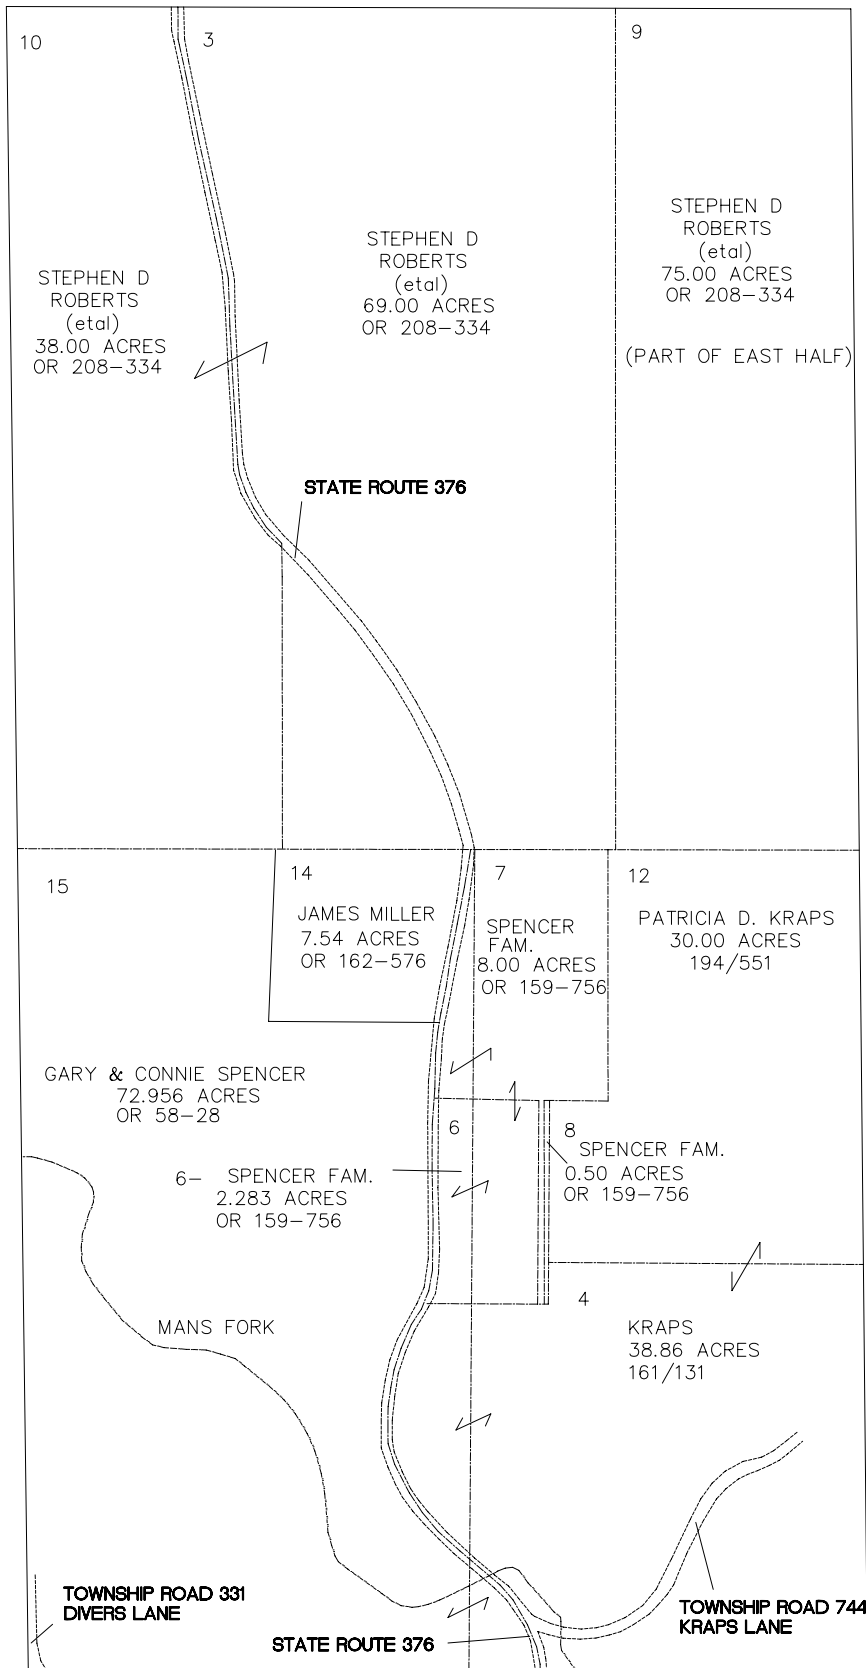 10
3
9
STEPHEN D
ROBERTS
(etal)
38.00 ACRES
OR 208-334
STEPHEN D
ROBERTS
(etal)
69.00 ACRES
OR 208-334
STEPHEN D
ROBERTS
(etal)
75.00 ACRES
OR 208-334
(PART OF EAST HALF)
STATE ROUTE 376
15
14
7
12
JAMES MILLER
7.54 ACRES
OR 162-576
SPENCER
FAM.
8.00 ACRES
OR 159-756
PATRICIA D. KRAPS
30.00 ACRES
194/551
GARY & CONNIE SPENCER
72.956 ACRES
OR 58-28
6
8
6- SPENCER FAM.
2.283 ACRES
OR 159-756
SPENCER FAM.
0.50 ACRES
OR 159-756
4
MANS FORK
KRAPS
38.86 ACRES
161/131
TOWNSHIP ROAD 331
DIVERS LANE
STATE ROUTE 376
TOWNSHIP ROAD 744
KRAPS LANE